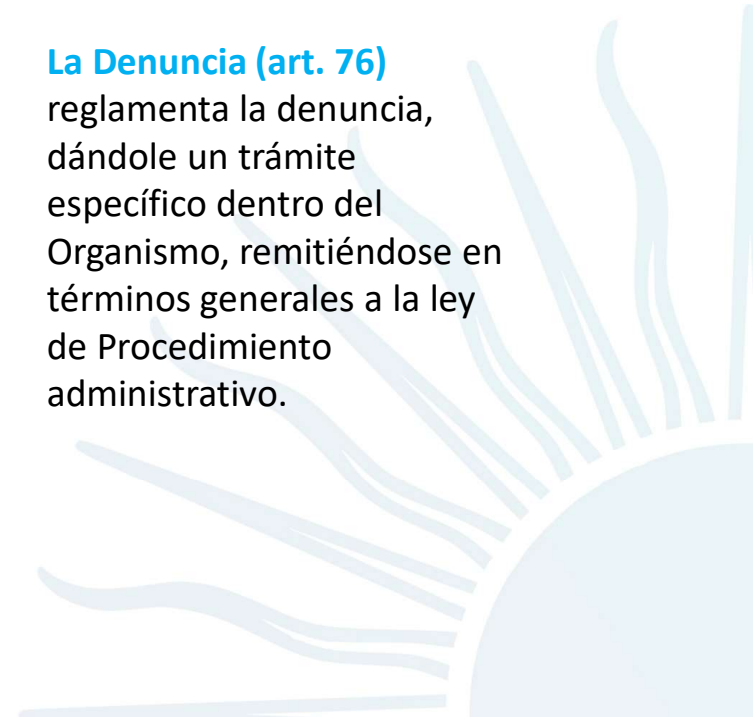 La Denuncia (art. 76)
reglamenta la denuncia,
dándole un trámite
específico dentro del
Organismo, remitiéndose en
términos generales a la ley
de Procedimiento
administrativo.